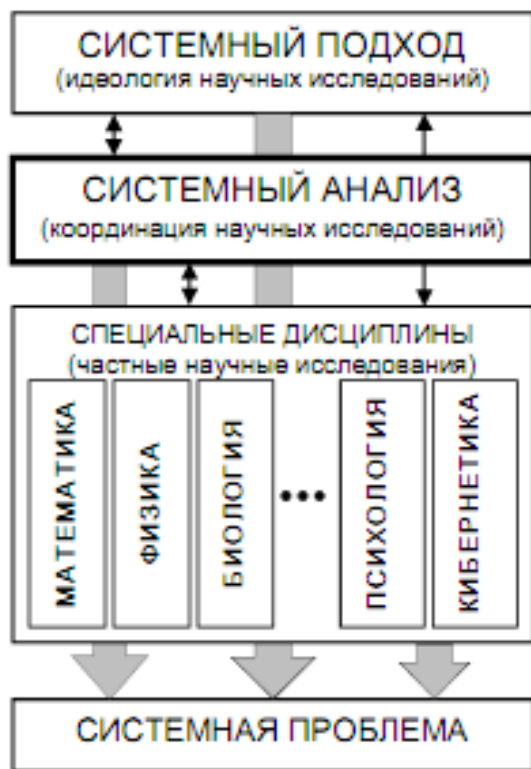 СИСТЕМНЫЙ ПОДХОД
(идеология научных исследований)
СИСТЕМНЫЙ АНАЛИЗ
(координация научных исследований)
СПЕЦИАЛЬНЫЕ ДИСЦИПЛИНЫ
(частные научные исследования)
МАТЕМАТИКА
ФИЗИКА
БИОЛОГИЯ
•••
ПСИХОЛОГИЯ
КИБЕРНЕТИКА
СИСТЕМНАЯ ПРОБЛЕМА